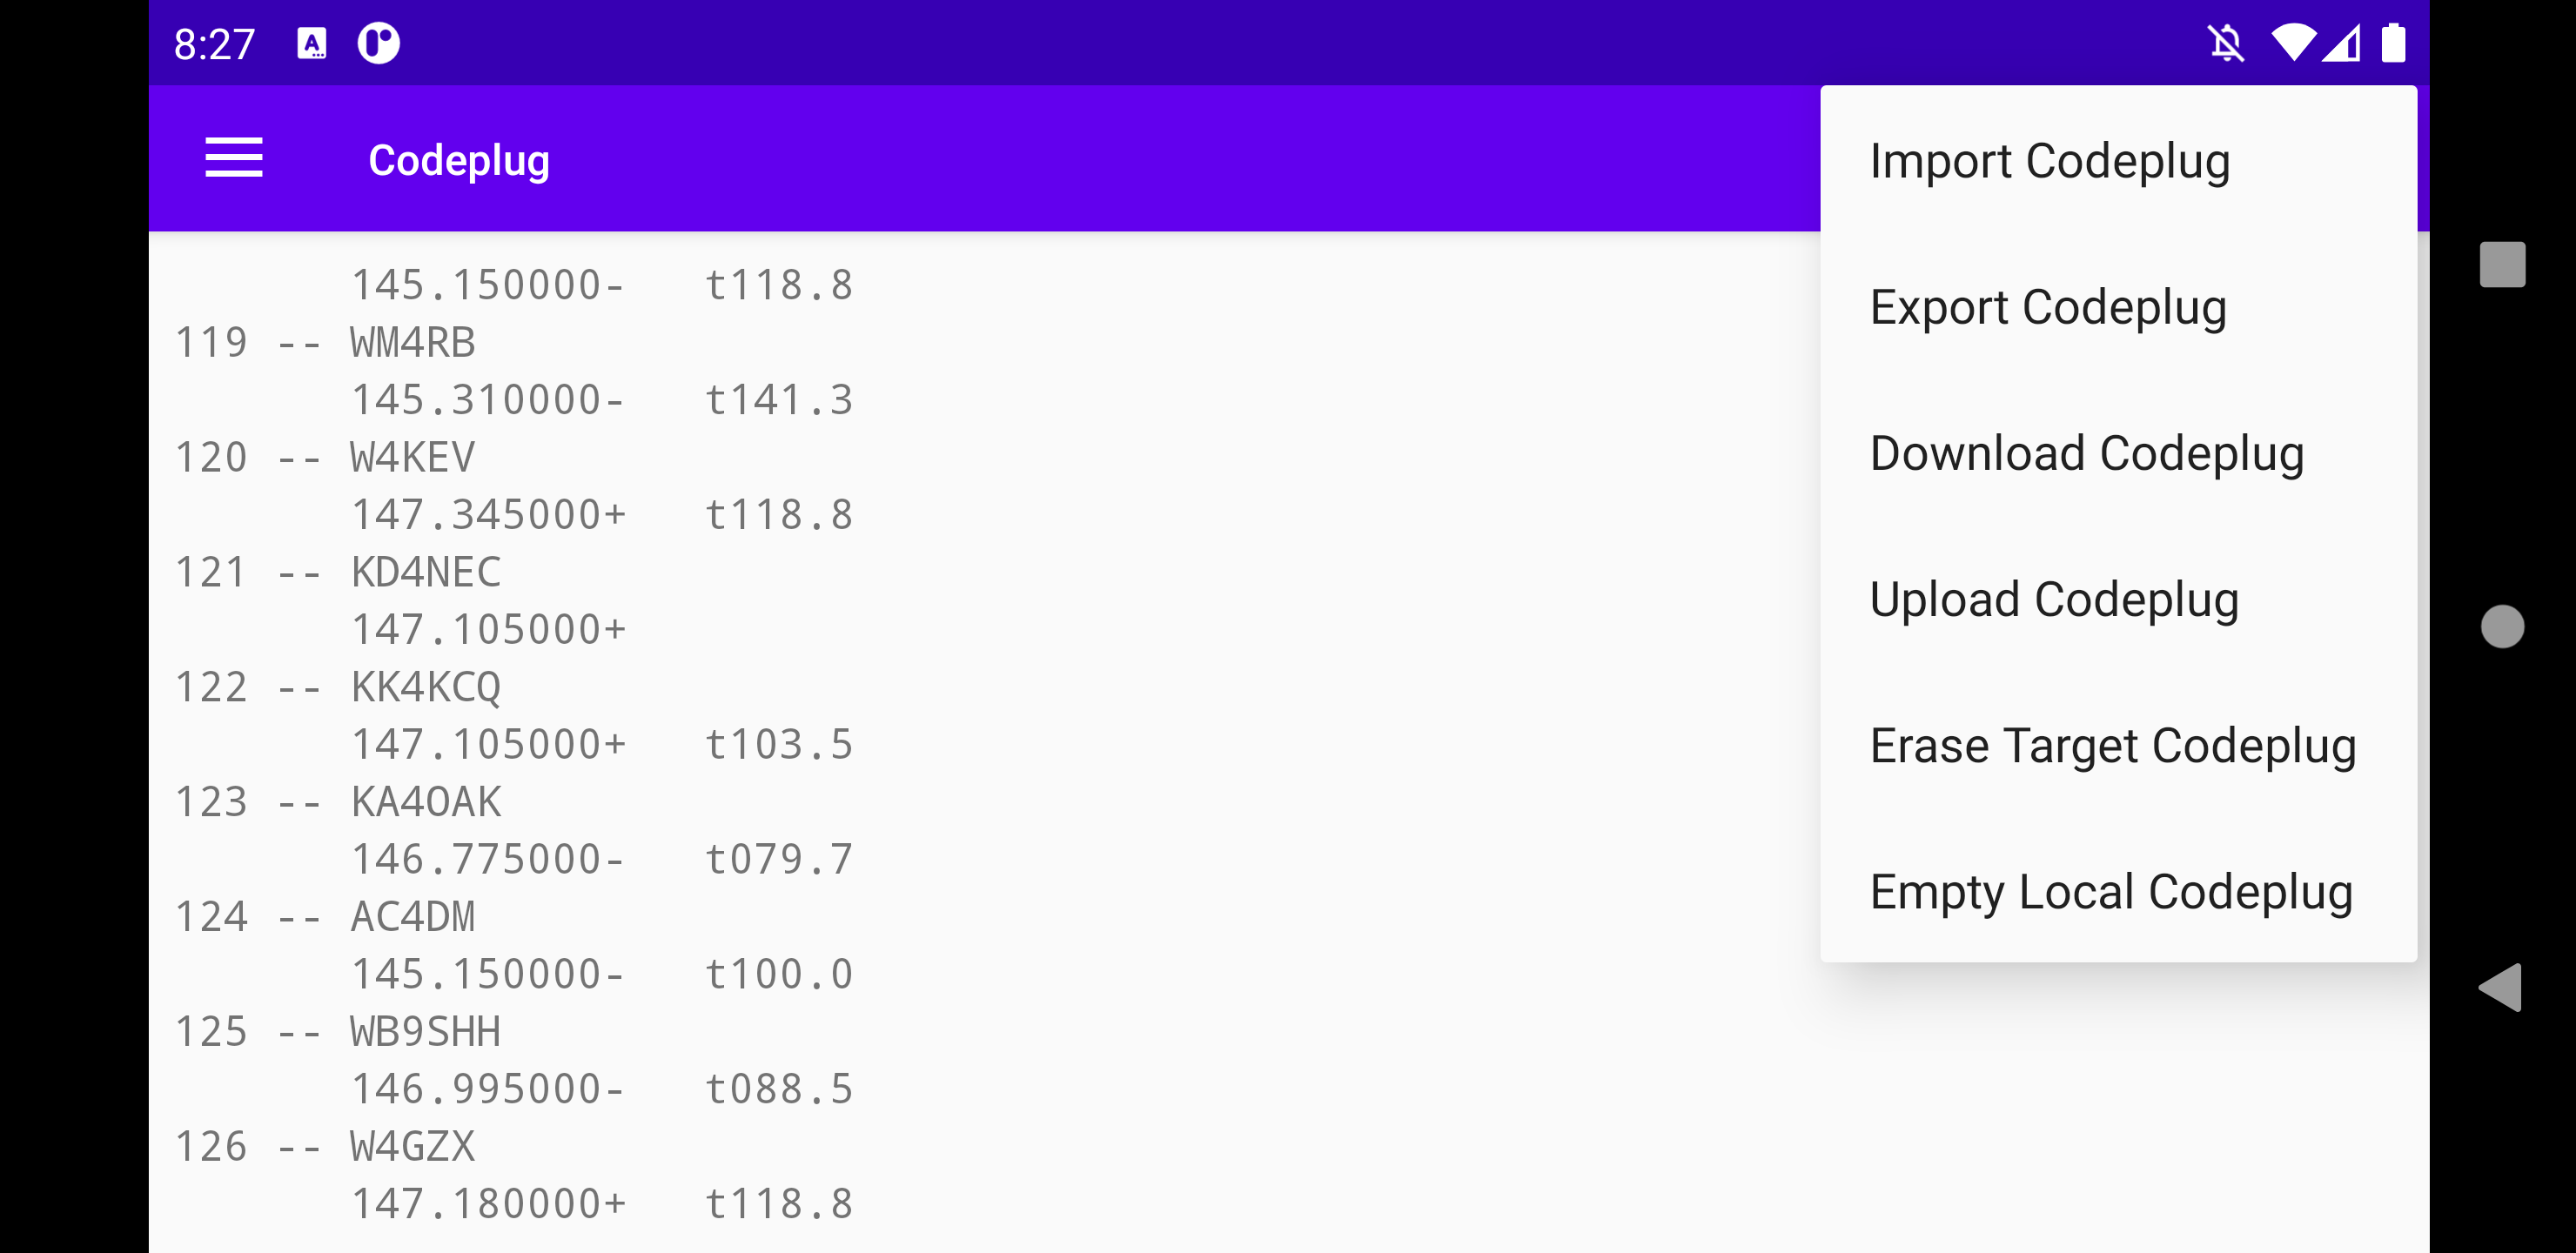 8:27
Codeplug
145.150000-   t118.8
119 -- WM4RB
145.310000-   t141.3
120 -- W4KEV
147.345000+   t118.8
121 -- KD4NEC
147.105000+
122 -- KK4KCQ
147.105000+   t103.5
123 -- KA4OAK
146.775000-   t079.7
124 -- AC4DM
145.150000-   t100.0
125 -- WB9SHH
146.995000-   t088.5
126 -- W4GZX
147.180000+   t118.8
Import Codeplug
Export Codeplug
Download Codeplug
Upload Codeplug
Erase Target Codeplug
Empty Local Codeplug